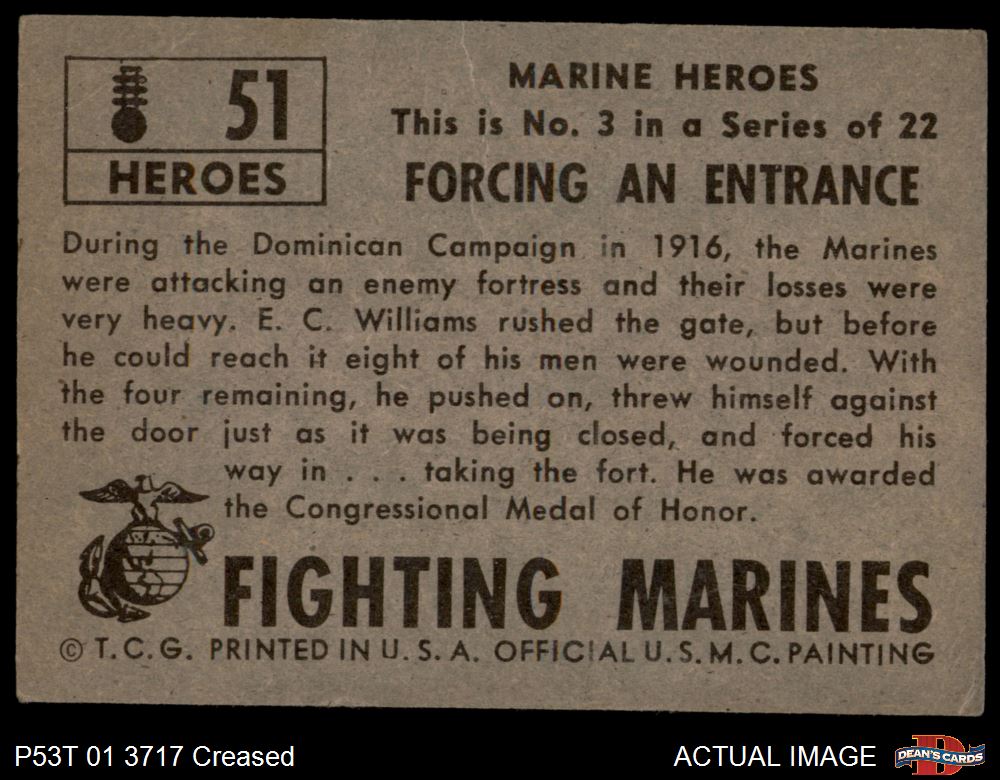 51
HEROES
MARINE HEROES
This is No. 3 in a Series of 22
FORCING AN ENTRANCE
During the Dominican Campaign in 1916, the Marines
were attacking an enemy fortress and their losses were
very heavy. E. C. Williams rushed the gate, but before
he could reach it eight of his men were wounded. With
the four remaining, he pushed on, threw himself against
the door just as it was being closed, and forced his
way in . . . taking the fort. He was awarded
the Congressional Medal of Honor.
FIGHTING MARINES
© T. C. G. PRINTED IN U. S. A. OFFICIAL U. S. M. C. PAINTING
P53T 01 3717 Creased
ACTUAL IMAGE
D
DEAN'S CARDS